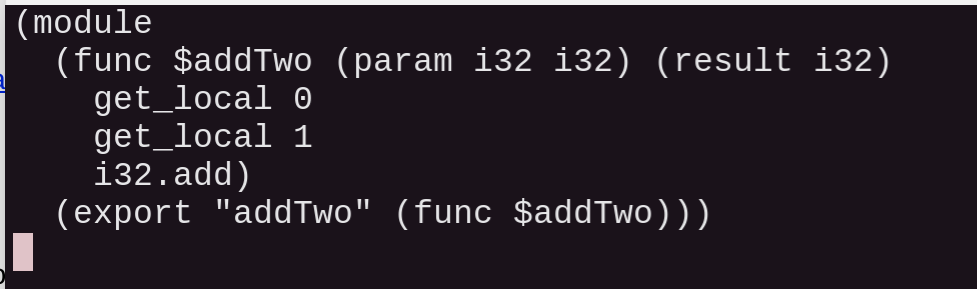 (module
  (func $addTwo (param i32 i32) (result i32)
    get_local 0
    get_local 1
    i32.add)
  (export "addTwo" (func $addTwo)))